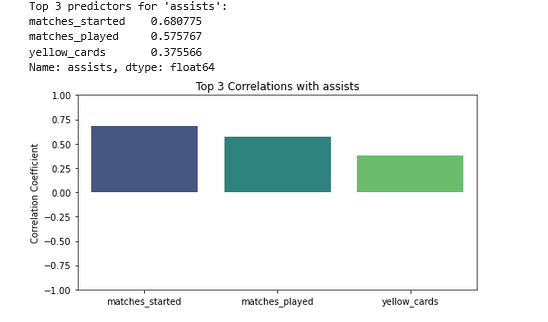 Top 3 predictors for 'assists':
matches_started    0.680775
matches_played     0.575767
yellow_cards       0.375566
Name: assists, dtype: float64
Top 3 Correlations with assists
Correlation Coefficient
1.00
0.75
0.50
0.25
0.00
−0.25
−0.50
−0.75
−1.00
matches_started
matches_played
yellow_cards